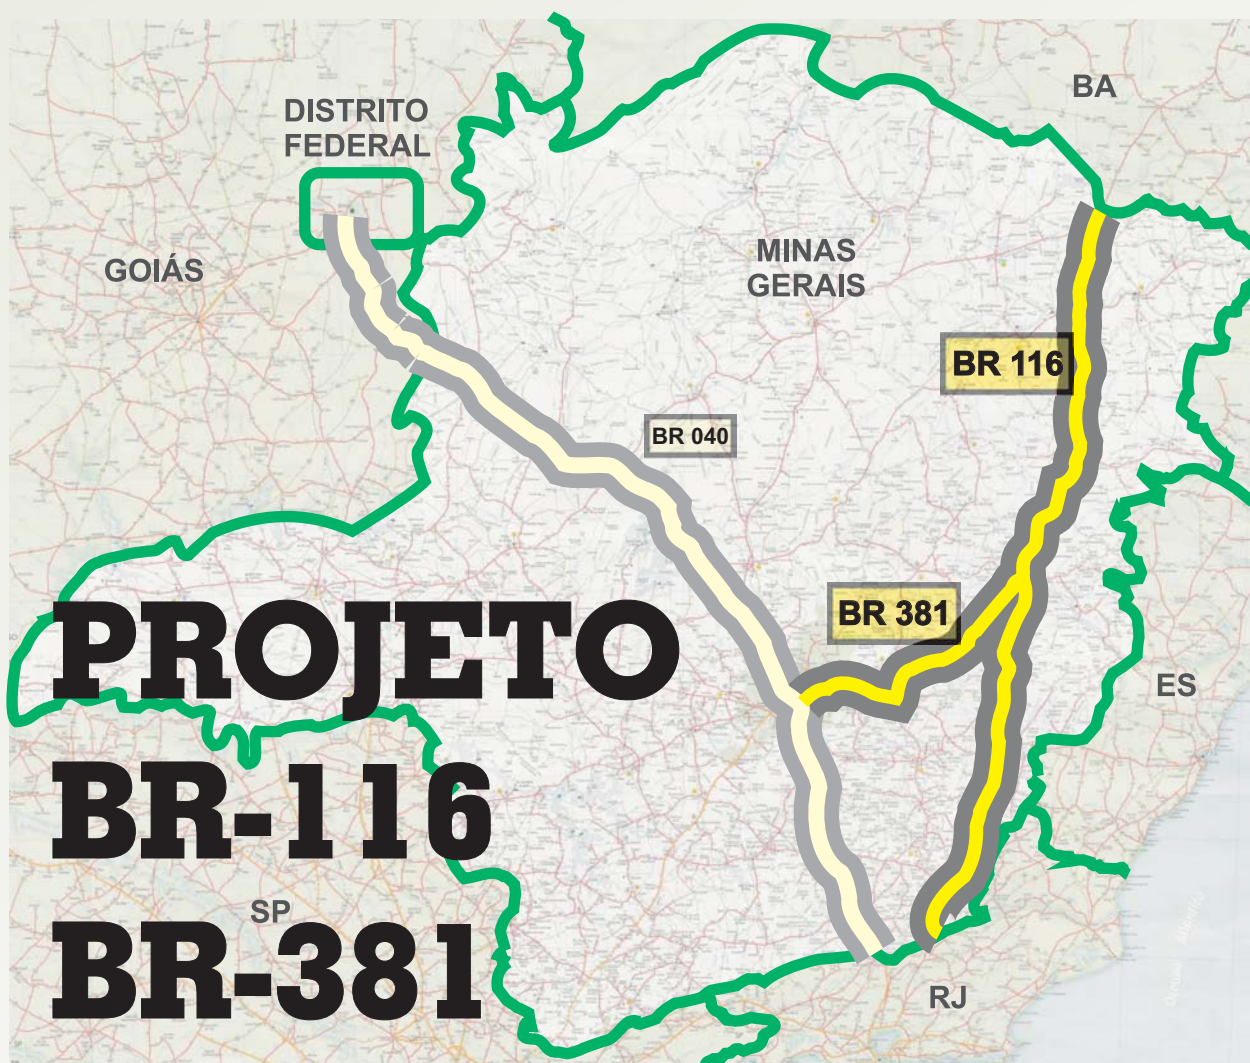 DISTRITO
FEDERAL
BA
GOIÁS
MINAS
GERAIS
BR 116
BR 040
BR 381
PROJETO
ES
BR-116
SP
BR-381
RJ